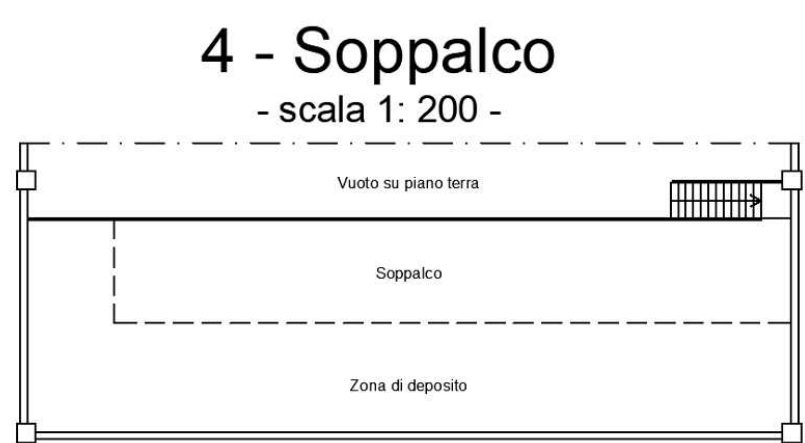 4 - Soppalco
- scala 1: 200 -
Vuoto su piano terra
Soppalco
Zona di deposito